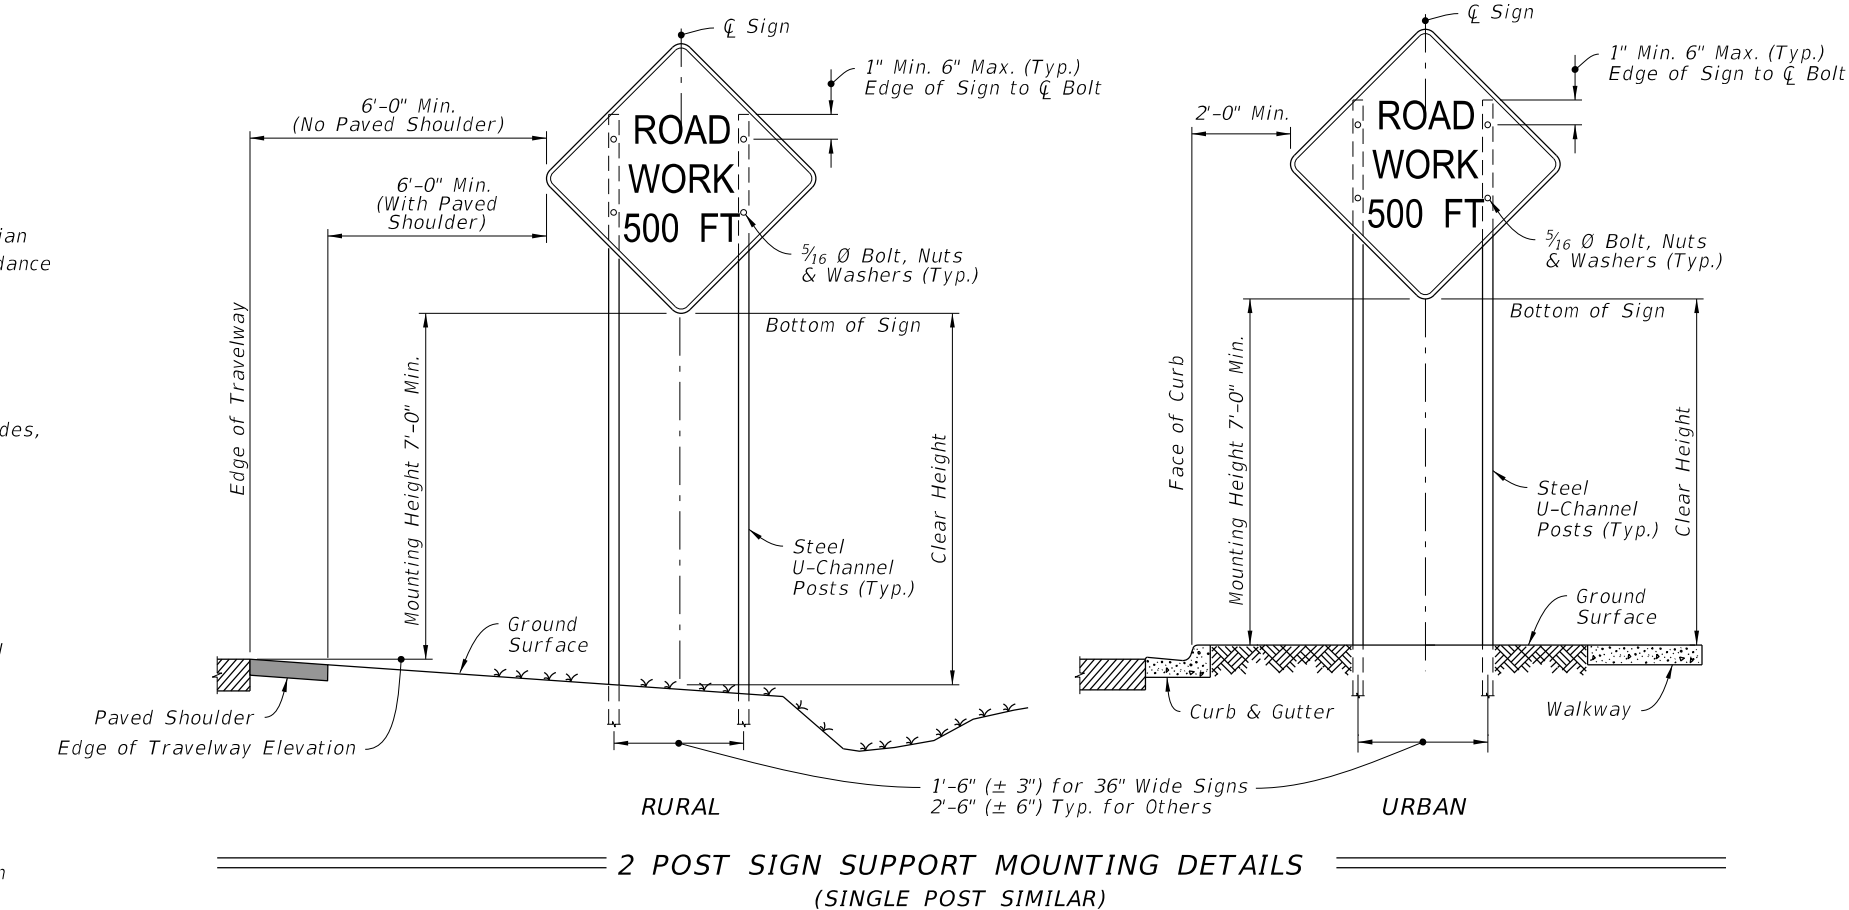 ian
dance
des,
℄ Sign
1" Min. 6" Max. (Typ.)
Edge of Sign to ℄ Bolt
6'-0" Min.
(No Paved Shoulder)
6'-0" Min.
(With Paved
Shoulder)
ROAD
WORK
500 FT
5/16 Ø Bolt, Nuts
& Washers (Typ.)
Bottom of Sign
Edge of Travelway
Mounting Height 7'-0" Min.
Clear Height
Steel
U-Channel
Posts (Typ.)
Ground
Surface
Paved Shoulder
Edge of Travelway Elevation
RURAL
℄ Sign
1" Min. 6" Max. (Typ.)
Edge of Sign to ℄ Bolt
2'-0" Min.
ROAD
WORK
500 FT
5/16 Ø Bolt, Nuts
& Washers (Typ.)
Bottom of Sign
Face of Curb
Mounting Height 7'-0" Min.
Clear Height
Steel
U-Channel
Posts (Typ.)
Ground
Surface
Curb & Gutter
Walkway
1'-6" (± 3") for 36" Wide Signs
2'-6" (± 6") Typ. for Others
URBAN
2 POST SIGN SUPPORT MOUNTING DETAILS
(SINGLE POST SIMILAR)